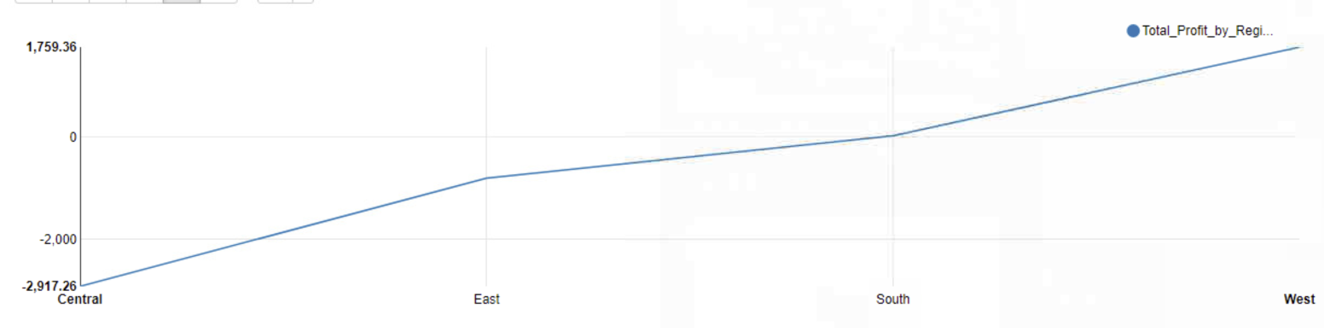 Total_Profit_by_Regi...
1,759.36
0
-2,000
-2,917.26
Central East South West